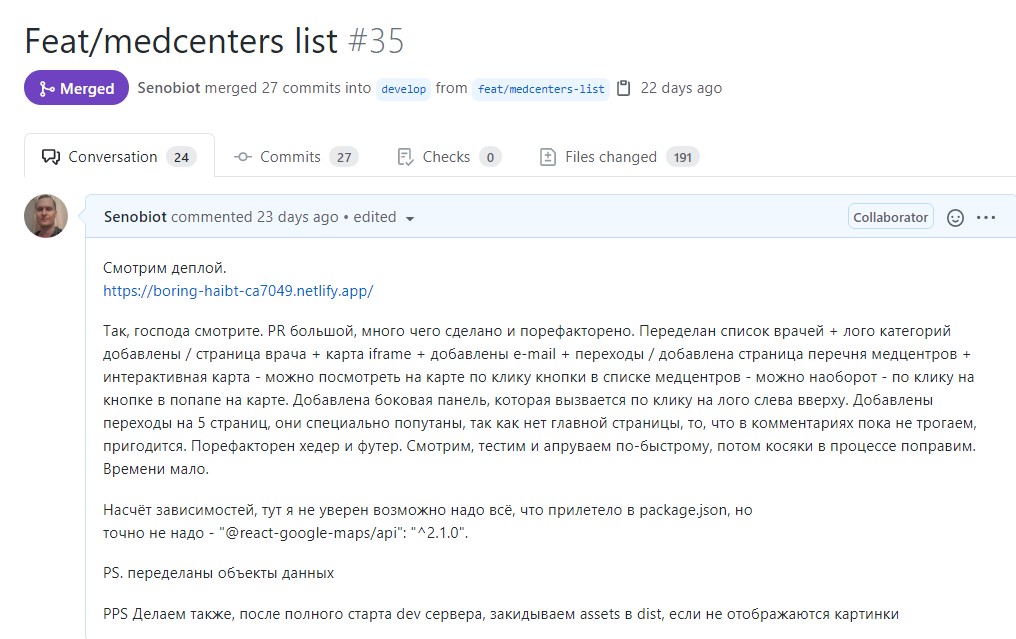 Feat/medcenters list #35
Merged Senobiot merged 27 commits into develop from feat/medcenters-list 22 days ago
Conversation 24 Commits 27 Checks 0 Files changed 191
Senobiot commented 23 days ago • edited Collaborator
Смотрим деплой.
https://boring-haibt-ca7049.netlify.app/
Так, господа смотрите. PR большой, много чего сделано и порефакторено. Переделан список врачей + лого категорий
добавлены / страница врача + карта iframe + добавлены e-mail + переходы / добавлена страница перечня медцентров +
интерактивная карта - можно посмотреть на карте по клику кнопки в списке медцентров - можно наоборот - по клику на
кнопке в попапе на карте. Добавлена боковая панель, которая вызвается по клику на лого слева вверху. Добавлены
переходы на 5 страниц, они специально попутаны, так как нет главной страницы, то, что в комментариях пока не трогаем,
пригодится. Порефакторен хедер и футер. Смотрим, тестим и апруваем по-быстрому, потом косяки в процессе поправим.
Времени мало.
Насчёт зависимостей, тут я не уверен возможно надо всё, что прилетело в package.json, но
точно не надо - "@react-google-maps/api": "^2.1.0".
PS. переделаны объекты данных
PPS Делаем также, после полного старта dev сервера, закидываем assets в dist, если не отображаются картинки